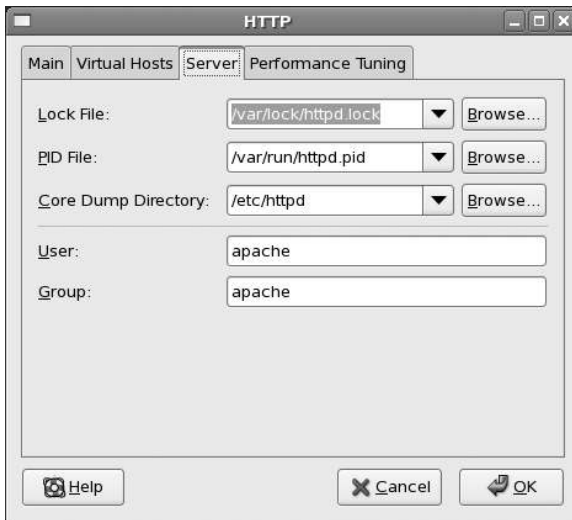 HTTP
Main Virtual Hosts Server Performance Tuning
Lock File: /var/lock/httpd.lock Browse...
PID File: /var/run/httpd.pid Browse...
Core Dump Directory: /etc/httpd Browse...
User: apache
Group: apache
Help Cancel OK